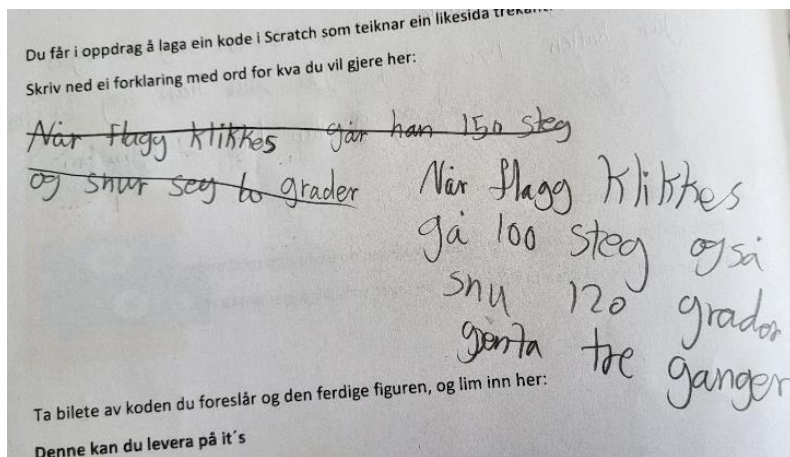 Du får i oppdrag å laga ein kode i Scratch som teiknar ein likesida
Skriv ned ei forklaring med ord for kva du vil gjere her:
Når flagg klikkes går han 150 steg
og snur seg 60 grader
Når flagg klikkes
gå 100 steg også
snu 120 grader
gjenta tre ganger
Ta bilete av koden du foreslår og den ferdige figuren, og lim inn her:
Denne kan du levera på it´s